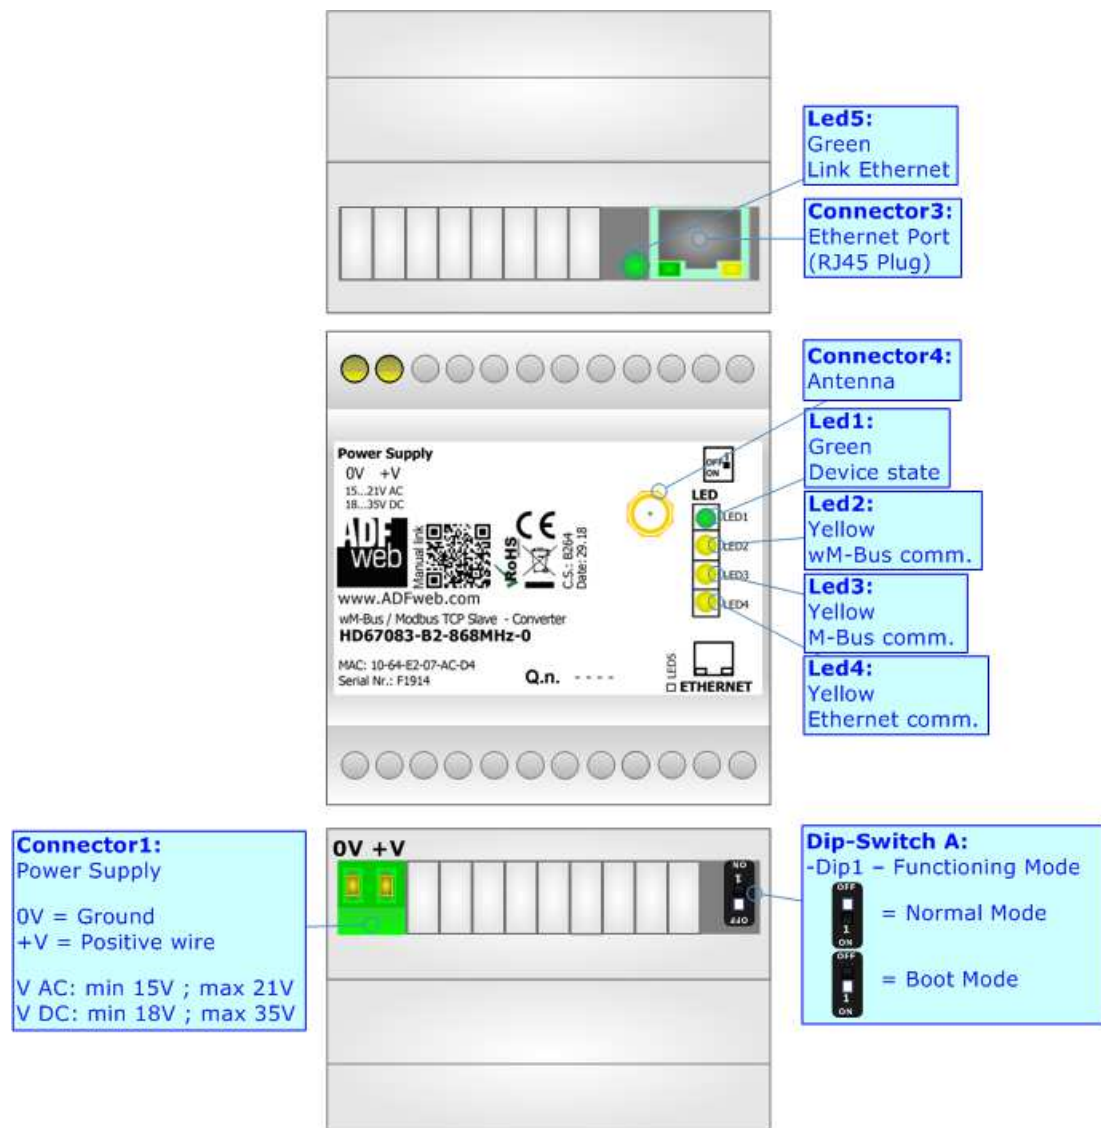 Led5:
Green
Link Ethernet
Connector3:
Ethernet Port
(RJ45 Plug)
Connector4:
Antenna
Led1:
Green
Device state
Led2:
Yellow
wM-Bus comm.
Led3:
Yellow
M-Bus comm.
Led4:
Yellow
Ethernet comm.
Power Supply
0V +V
15...21V AC
18...35V DC
OFF 1
ON
LED
LED1
LED2
LED3
LED4
ADF
web
Manual link
RoHS
CE
C.S.: B264
Date: 29.18
www.ADFweb.com
wM-Bus / Modbus TCP Slave - Converter
HD67083-B2-868MHz-0
MAC: 10-64-E2-07-AC-D4
Serial Nr.: F1914
Q.n. - - - -
LED5
ETHERNET
0V +V
ON
1
OFF
Connector1:
Power Supply
0V = Ground
+V = Positive wire
V AC: min 15V ; max 21V
V DC: min 18V ; max 35V
Dip-Switch A:
-Dip1 – Functioning Mode
OFF
1
ON
= Normal Mode
OFF
1
ON
= Boot Mode